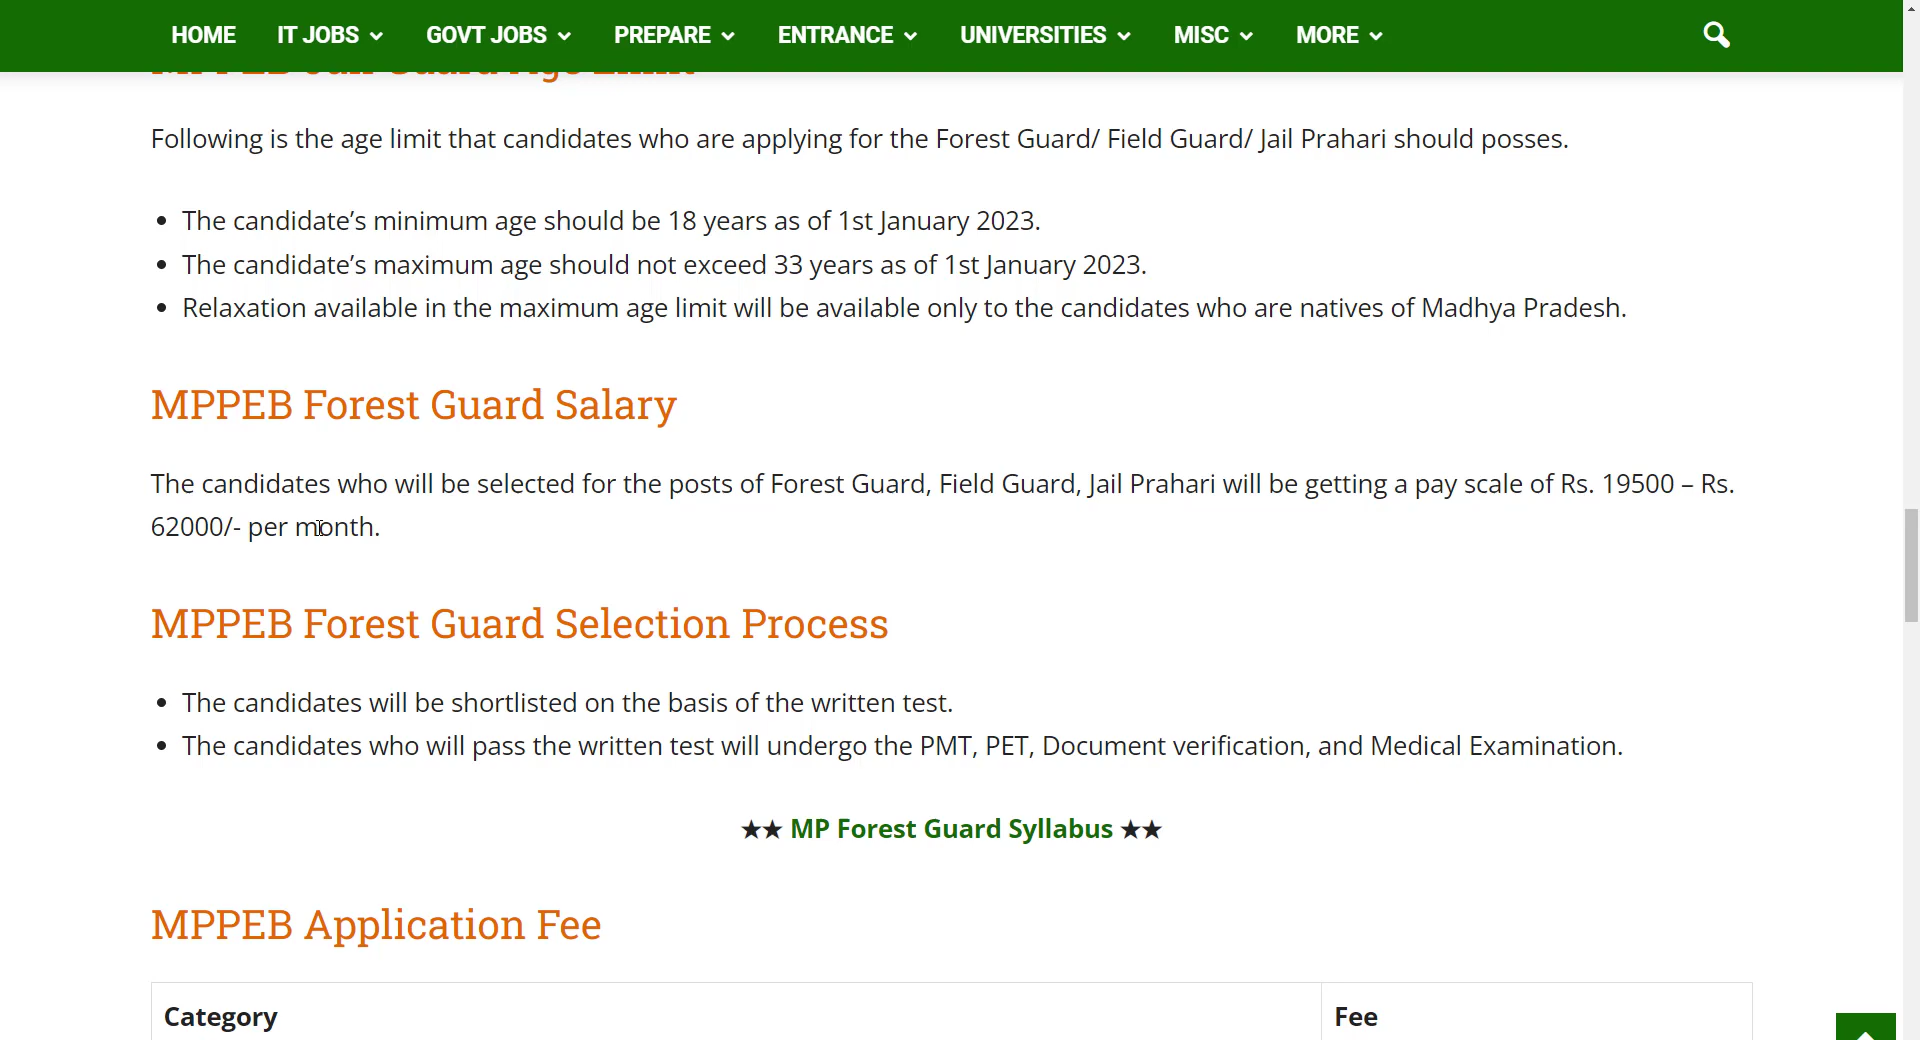 HOME IT JOBS GOVT JOBS PREPARE ENTRANCE UNIVERSITIES MISC MORE
MPPEB Jail Guard Age Limit
Following is the age limit that candidates who are applying for the Forest Guard/ Field Guard/ Jail Prahari should posses.
• The candidate’s minimum age should be 18 years as of 1st January 2023.
• The candidate’s maximum age should not exceed 33 years as of 1st January 2023.
• Relaxation available in the maximum age limit will be available only to the candidates who are natives of Madhya Pradesh.
MPPEB Forest Guard Salary
The candidates who will be selected for the posts of Forest Guard, Field Guard, Jail Prahari will be getting a pay scale of Rs. 19500 – Rs.
62000/- per month.
MPPEB Forest Guard Selection Process
• The candidates will be shortlisted on the basis of the written test.
• The candidates who will pass the written test will undergo the PMT, PET, Document verification, and Medical Examination.
★★ MP Forest Guard Syllabus ★★
MPPEB Application Fee
Category Fee